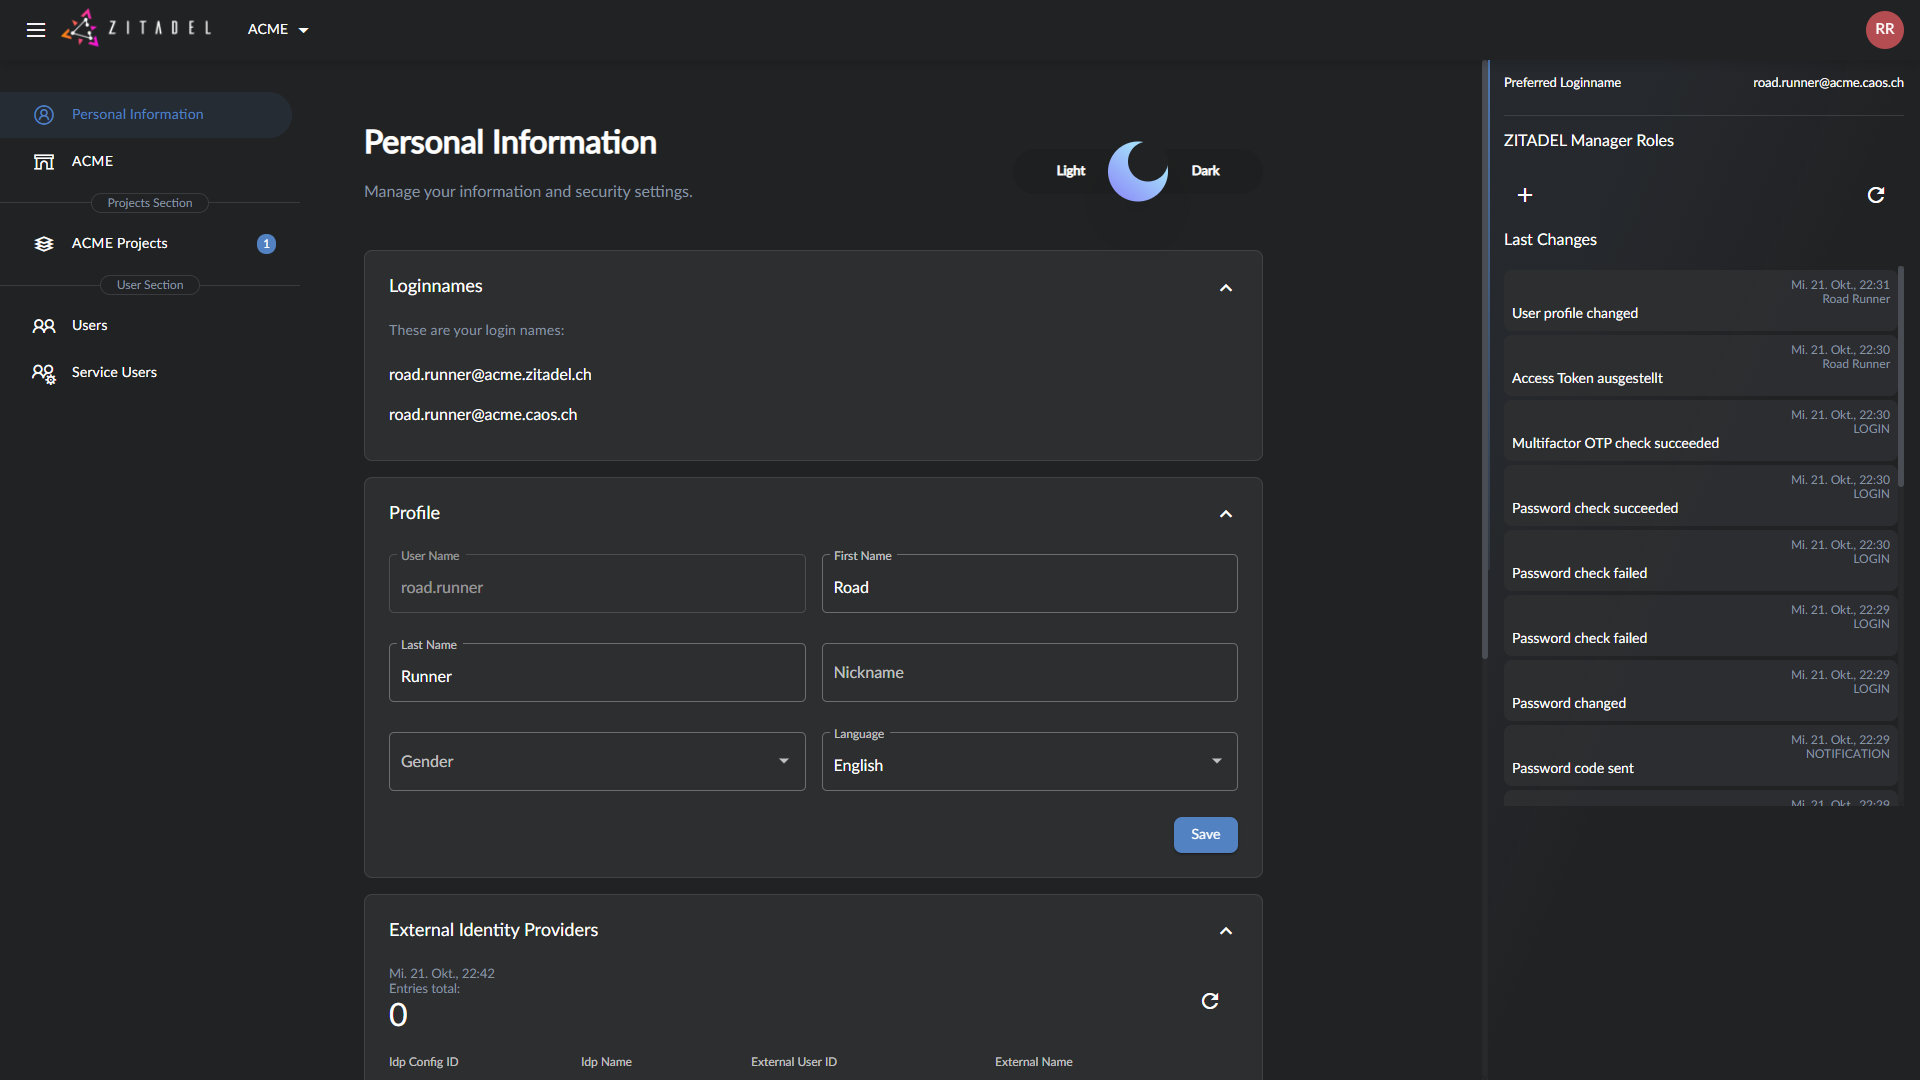 ZITADEL
ACME
RR
Personal Information
ACME
Projects Section
ACME Projects
1
User Section
Users
Service Users
Personal Information
Manage your information and security settings.
Light
Dark
Loginnames
These are your login names:
road.runner@acme.zitadel.ch
road.runner@acme.caos.ch
Profile
User Name
road.runner
First Name
Road
Last Name
Runner
Nickname
Gender
Language
English
Save
External Identity Providers
Mi. 21. Okt., 22:42
Entries total:
0
Idp Config ID
Idp Name
External User ID
External Name
Preferred Loginname
road.runner@acme.caos.ch
ZITADEL Manager Roles
Last Changes
Mi. 21. Okt., 22:31
Road Runner
User profile changed
Mi. 21. Okt., 22:30
Road Runner
Access Token ausgestellt
Mi. 21. Okt., 22:30
LOGIN
Multifactor OTP check succeeded
Mi. 21. Okt., 22:30
LOGIN
Password check succeeded
Mi. 21. Okt., 22:30
LOGIN
Password check failed
Mi. 21. Okt., 22:29
LOGIN
Password check failed
Mi. 21. Okt., 22:29
LOGIN
Password changed
Mi. 21. Okt., 22:29
NOTIFICATION
Password code sent
Mi. 21. Okt., 22:29